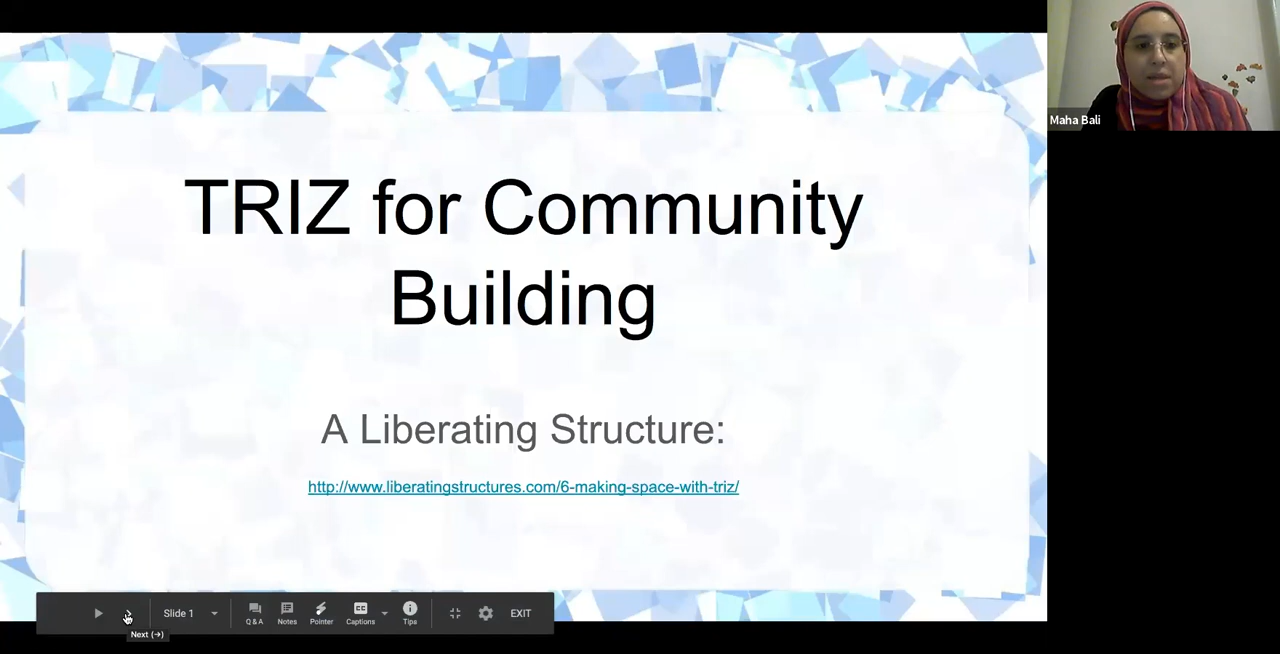 TRIZ for Community
Building
A Liberating Structure:
http://www.liberatingstructures.com/6-making-space-with-triz/
Maha Bali
Slide 1
Q & A
Notes
Pointer
CC
Captions
Tips
EXIT
Next (→)